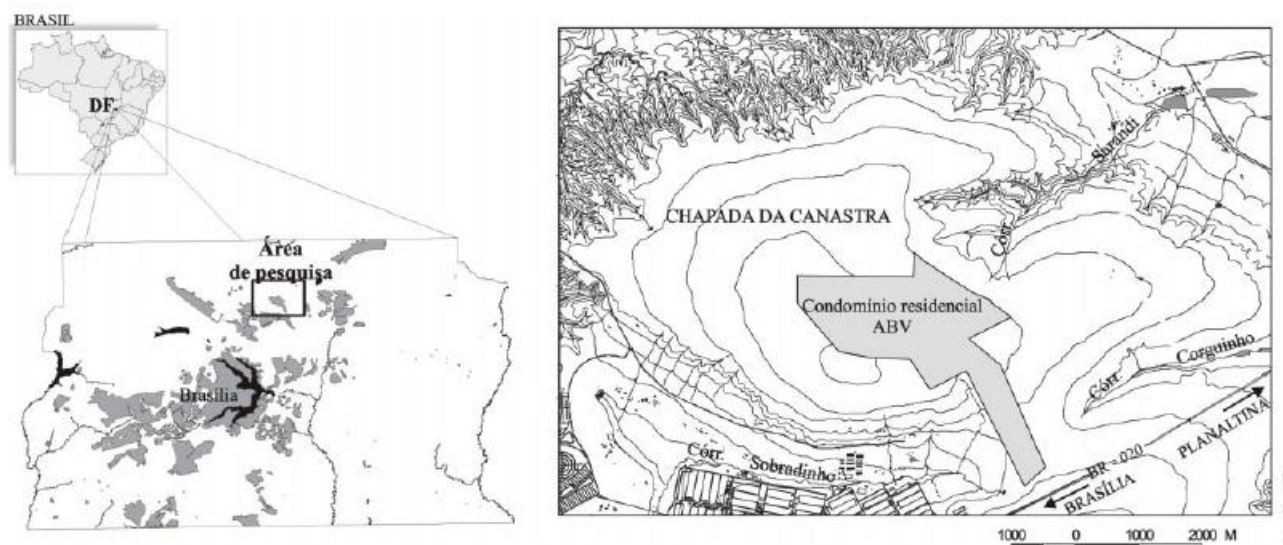 BRASIL
DF
Área
de pesquisa
Brasília
CHAPADA DA CANASTRA
Condomínio residencial
ABV
Córr. Sarandi
Córr. Corguinho
Córr. Sobradinho
BR - 020
PLANALTINA
BRASÍLIA
1000 0 1000 2000 M